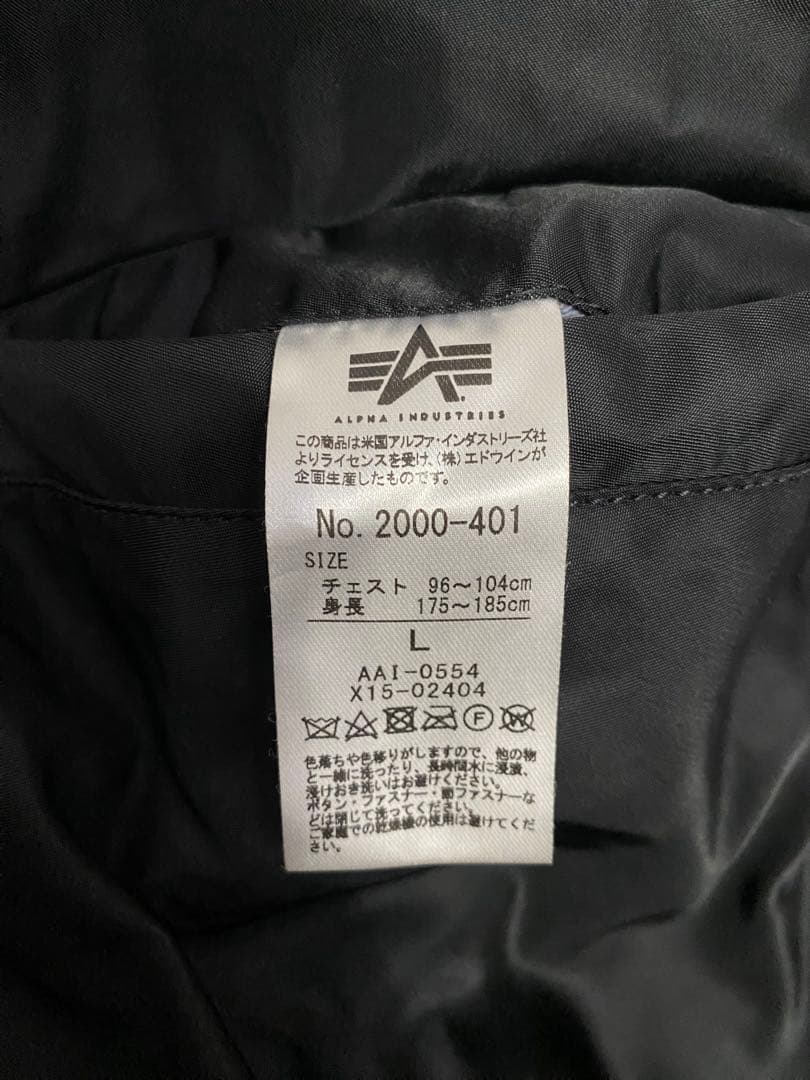 ALPHA INDUSTRIES
この商品は米国アルファ・インダストリーズ社
よりライセンスを受け、(株)エドウインが
企画生産したものです。
No. 2000-401
SIZE
チェスト 96～104cm
身長 175～185cm
L
AAI-0554
X15-02404
F W
色落ちや色移りがしますので、他の物
と一緒に洗ったり、長時間水に浸漬、
浸けおき洗いはお避けください。
ボタン・ファスナー・面ファスナーな
どは閉じて洗ってください。
ご家庭での乾燥機の使用は避けてくだ
さい。